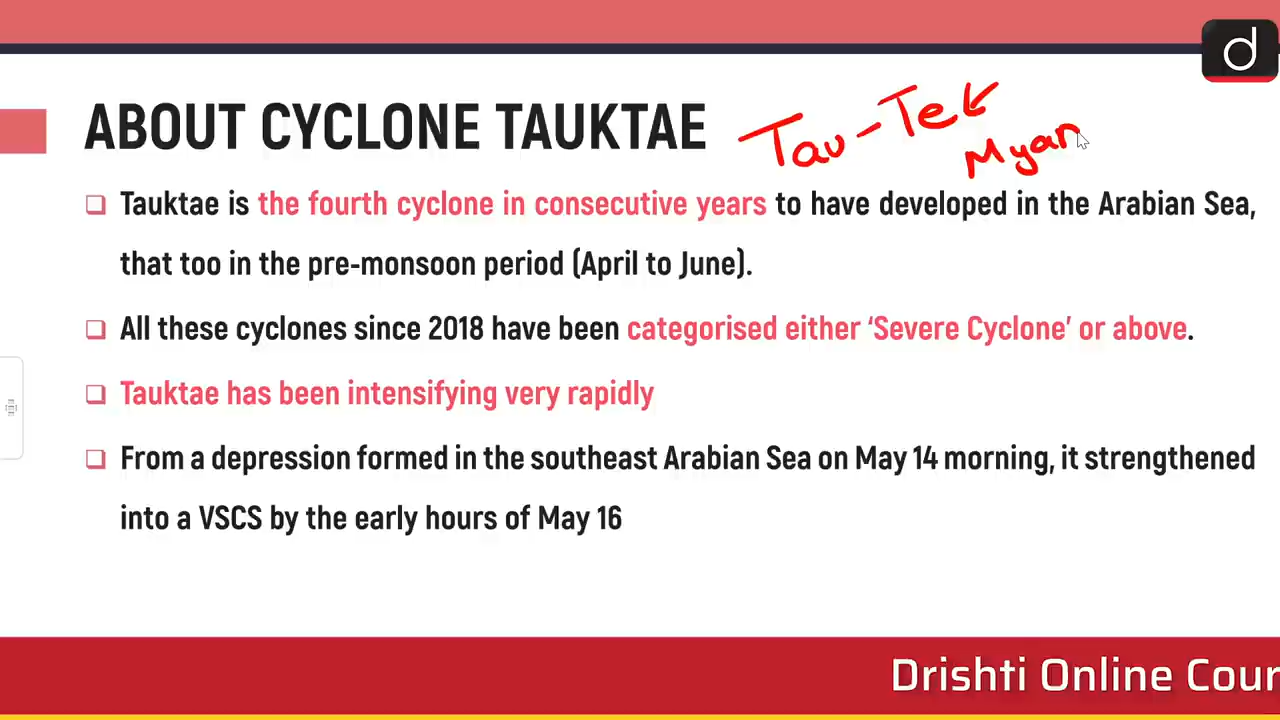 d
ABOUT CYCLONE TAUKTAE
Tau-Tek
Myan
Tauktae is the fourth cyclone in consecutive years to have developed in the Arabian Sea,
that too in the pre-monsoon period (April to June).
All these cyclones since 2018 have been categorised either ‘Severe Cyclone’ or above.
Tauktae has been intensifying very rapidly
From a depression formed in the southeast Arabian Sea on May 14 morning, it strengthened
into a VSCS by the early hours of May 16
Drishti Online Cour